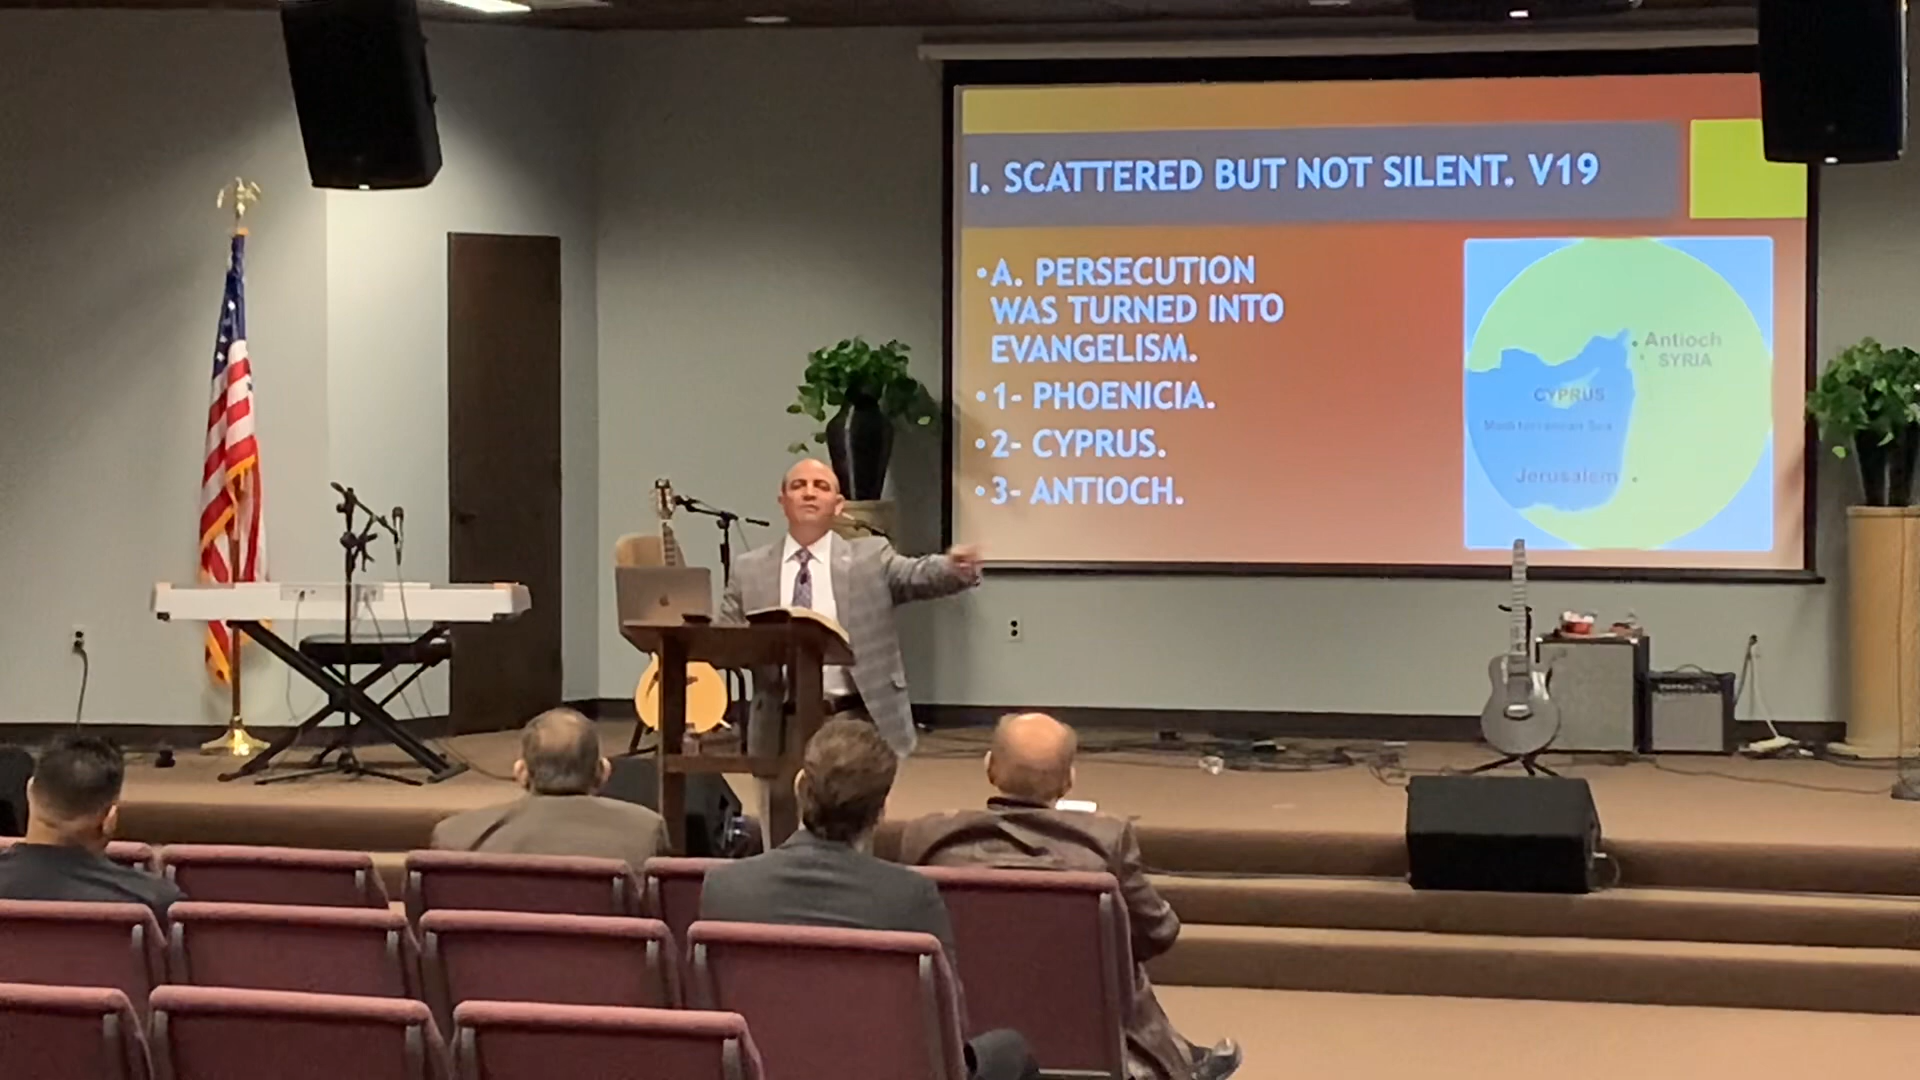 I. SCATTERED BUT NOT SILENT. V19
•A. PERSECUTION
WAS TURNED INTO
EVANGELISM.
•1- PHOENICIA.
•2- CYPRUS.
•3- ANTIOCH.
Antioch
SYRIA
CYPRUS
Mediterranean Sea
Jerusalem